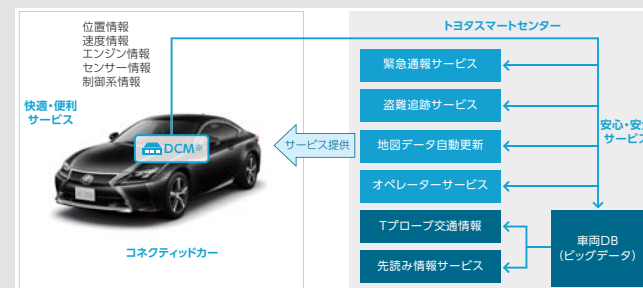 位置情報
速度情報
エンジン情報
センサー情報
制御系情報
快適・便利
サービス
DCM※
コネクティッドカー
サービス提供
トヨタスマートセンター
緊急通報サービス
盗難追跡サービス
地図データ自動更新
オペレーターサービス
Tプローブ交通情報
先読み情報サービス
安心・安
サービ
車両DB
(ビッグデータ)